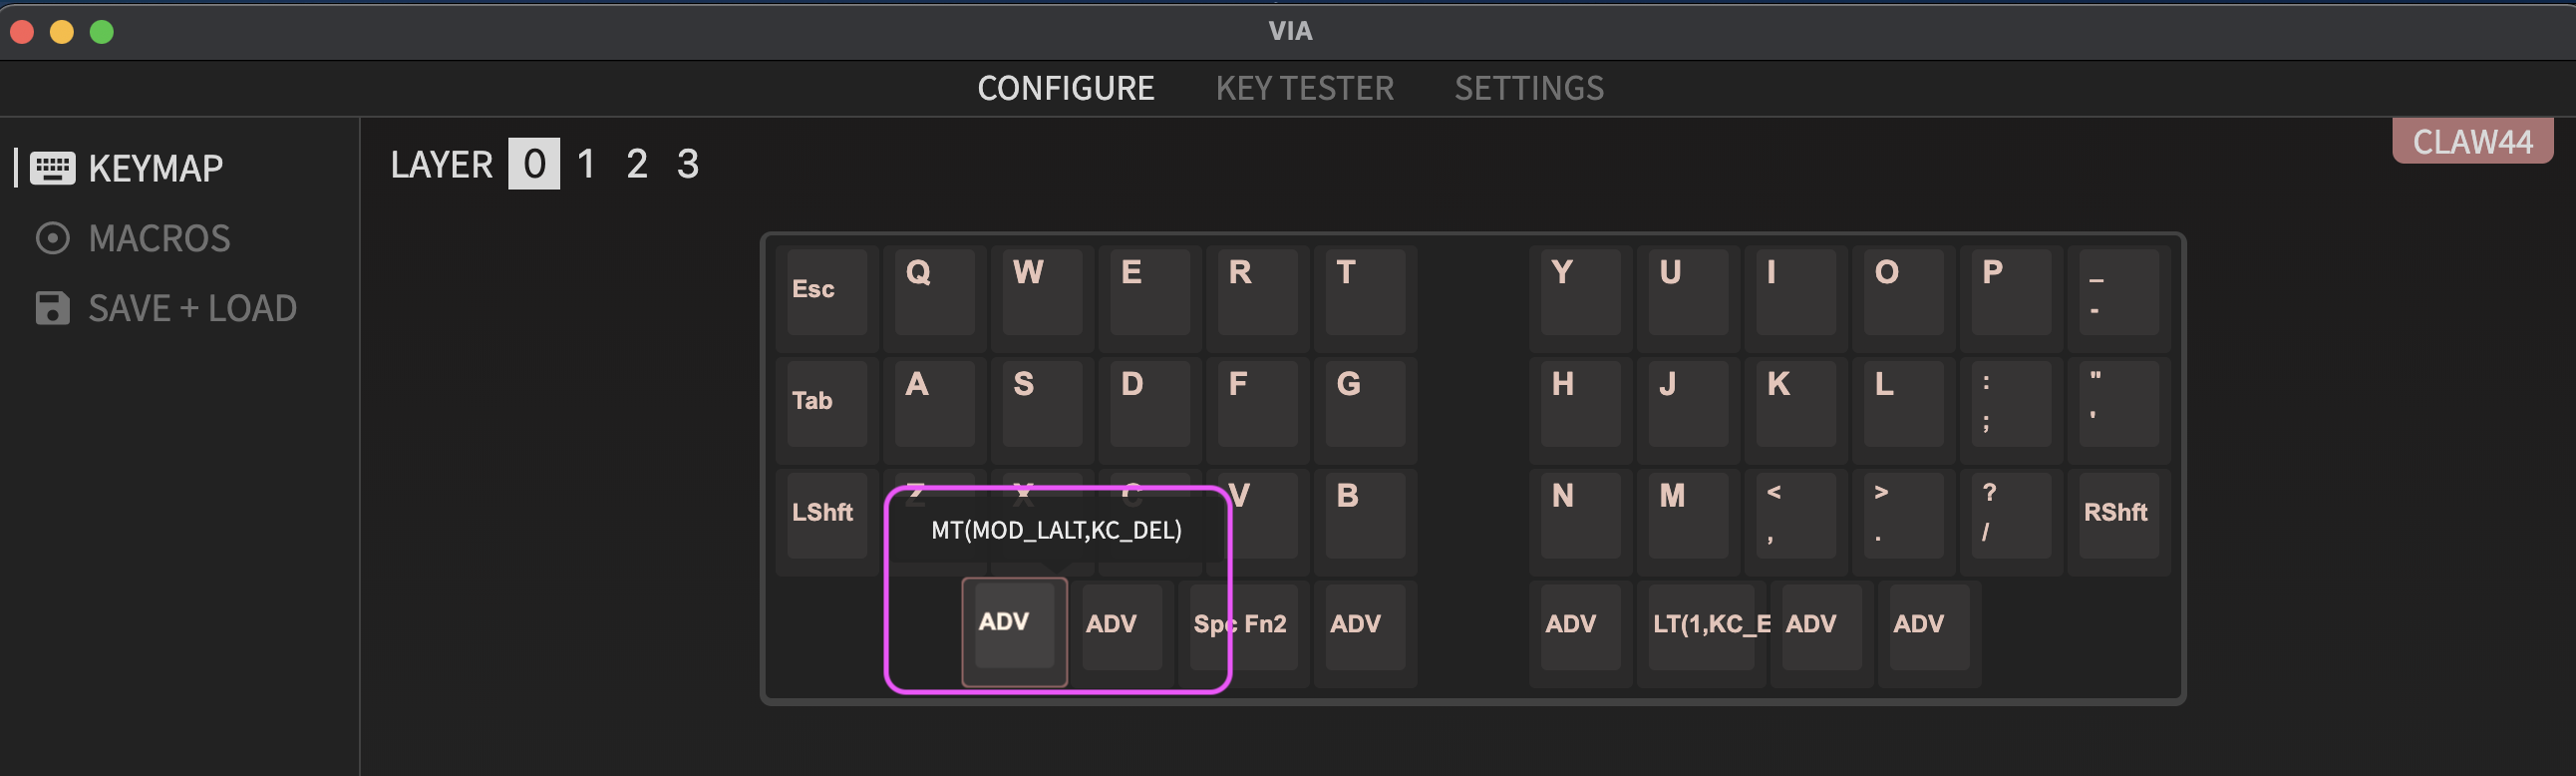 VIA
CONFIGURE KEY TESTER SETTINGS
KEYMAP
MACROS
SAVE + LOAD
LAYER 0 1 2 3
CLAW44
Esc Q W E R T Y U I O P _ -
Tab A S D F G H J K L : ; " '
LShft Z X C V B N M < , > . ? / RShft
MT(MOD_LALT,KC_DEL)
ADV ADV Spc Fn2 ADV ADV LT(1,KC_E ADV ADV